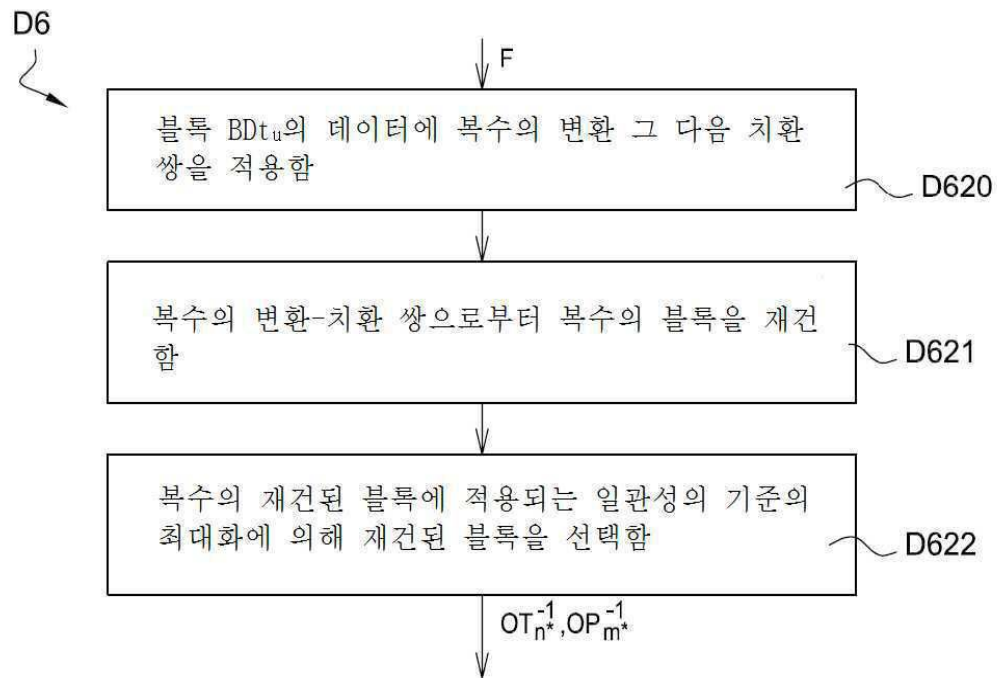 D6
F
블록 BDtu의 데이터에 복수의 변환 그 다음 치환
쌍을 적용함
D620
복수의 변환-치환 쌍으로부터 복수의 블록을 재건
함
D621
복수의 재건된 블록에 적용되는 일관성의 기준의
최대화에 의해 재건된 블록을 선택함
D622
OTn*-1,OPm*-1